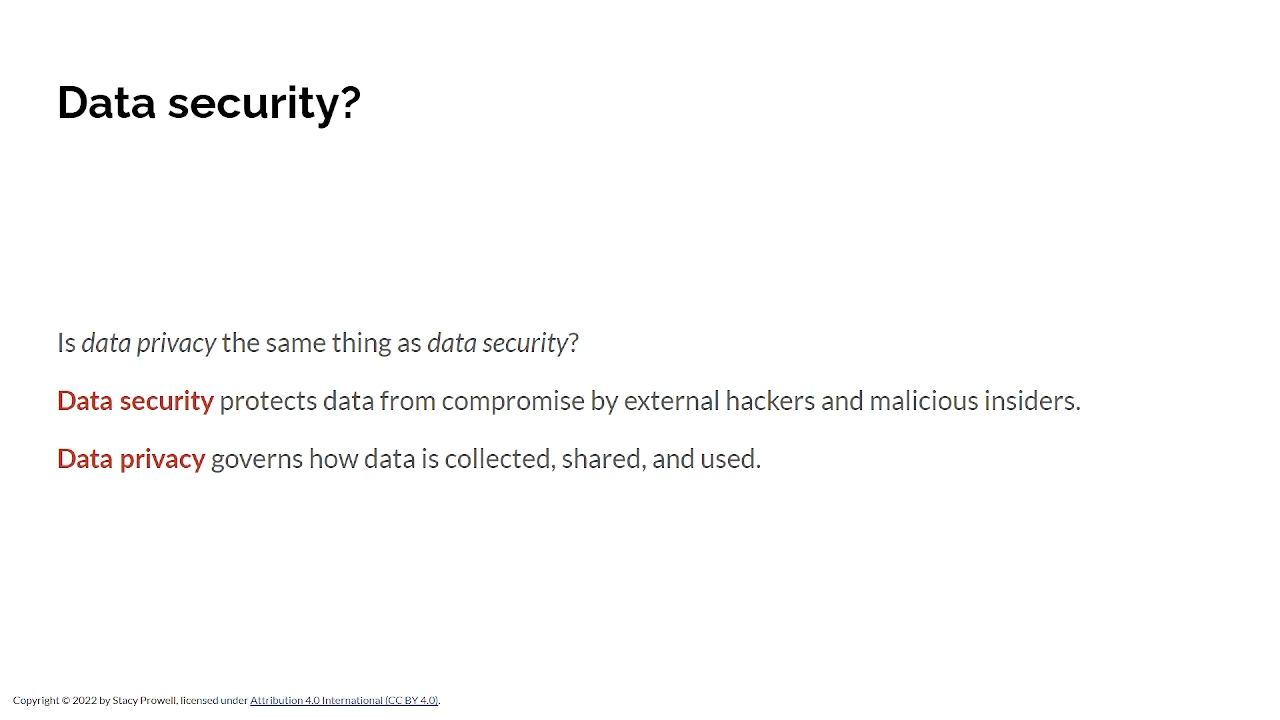 Data security?
Is data privacy the same thing as data security?
Data security protects data from compromise by external hackers and malicious insiders.
Data privacy governs how data is collected, shared, and used.
Copyright © 2022 by Stacy Prowell, licensed under Attribution 4.0 International (CC BY 4.0).